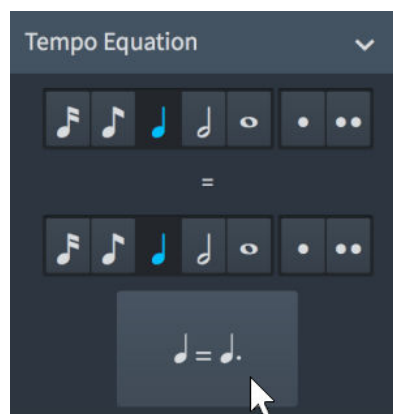 Tempo Equation
=
=